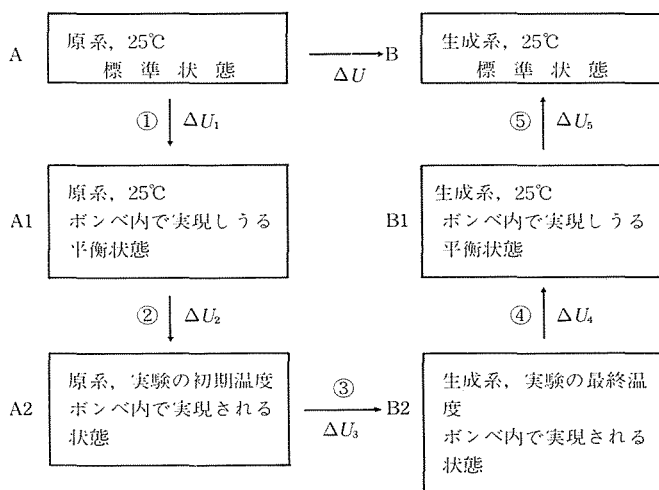 A
原系, 25℃
標準状態
ΔU
B
生成系, 25℃
標準状態
① ΔU₁
⑤ ΔU₅
A1
原系, 25℃
ボンベ内で実現しうる
平衡状態
B1
生成系, 25℃
ボンベ内で実現しうる
平衡状態
② ΔU₂
④ ΔU₄
A2
原系, 実験の初期温度
ボンベ内で実現される
状態
③
ΔU₃
B2
生成系, 実験の最終温
度
ボンベ内で実現される
状態